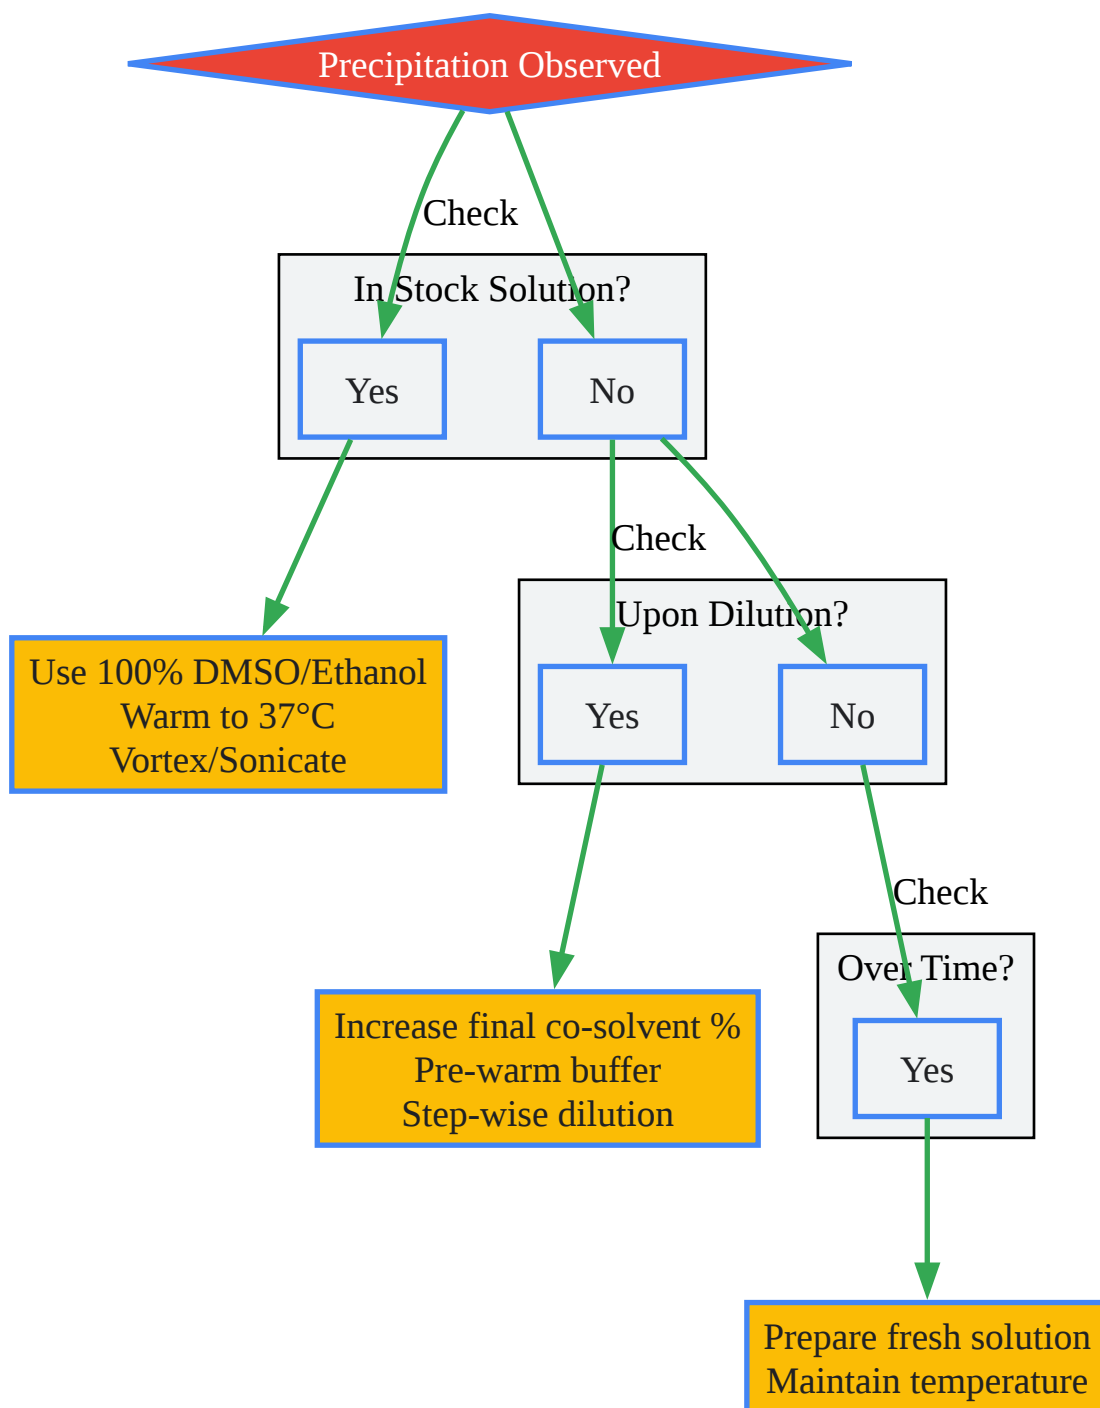 Precipitation Observed
Check
In Stock Solution?
Yes
No
Check
Upon Dilution?
Use 100% DMSO/Ethanol
Warm to 37°C
Vortex/Sonicate
Yes
No
Check
Over Time?
Increase final co-solvent %
Pre-warm buffer
Step-wise dilution
Yes
Prepare fresh solution
Maintain temperature